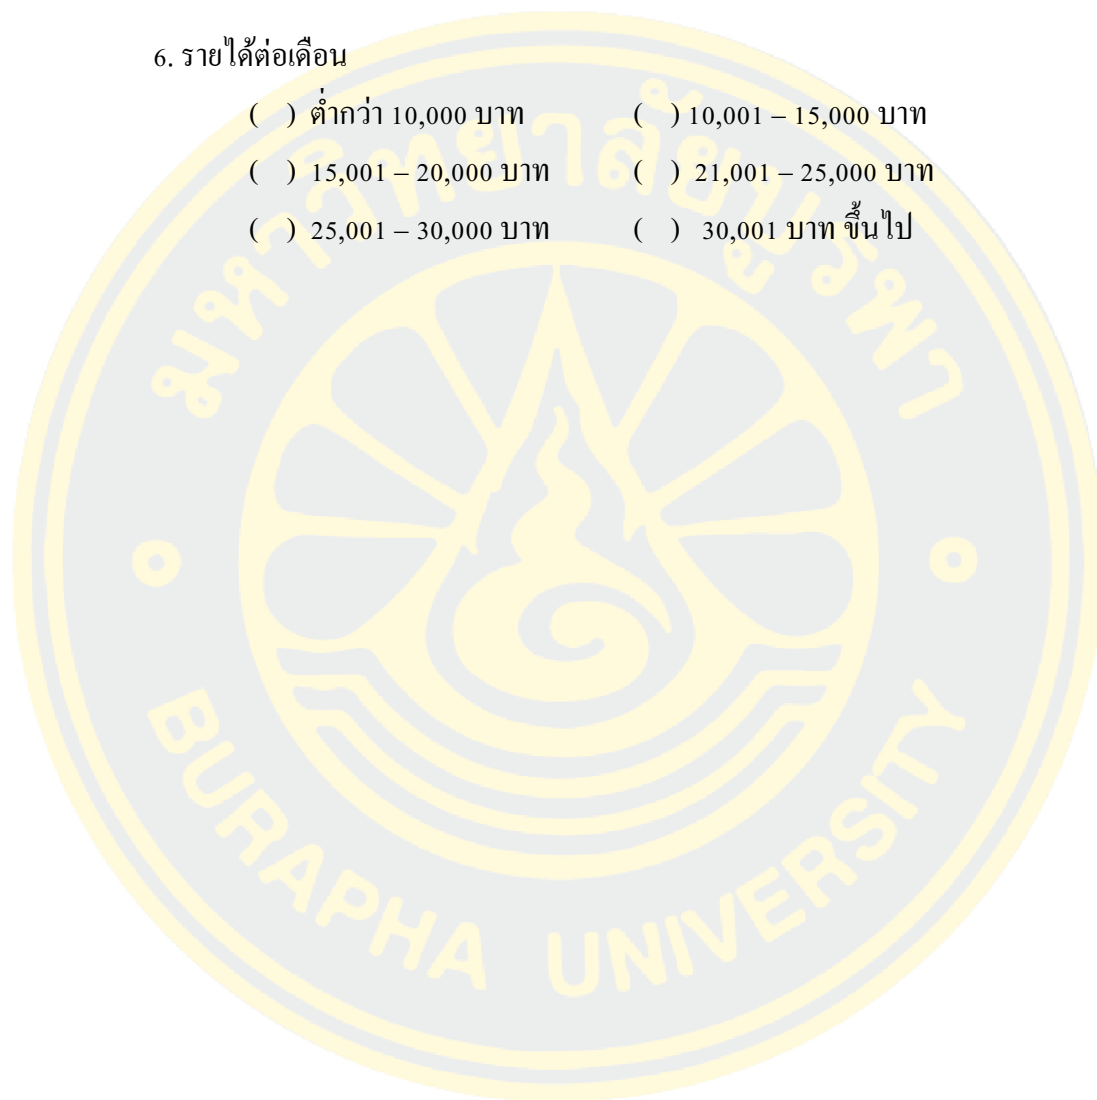 6. รายได้ต่อเดือน
( ) ต่ำกว่า 10,000 บาท ( ) 10,001 – 15,000 บาท
( ) 15,001 – 20,000 บาท ( ) 21,001 – 25,000 บาท
( ) 25,001 – 30,000 บาท ( ) 30,001 บาท ขึ้นไป
มหาวิทยาลัยบูรพา
BURAPHA UNIVERSITY